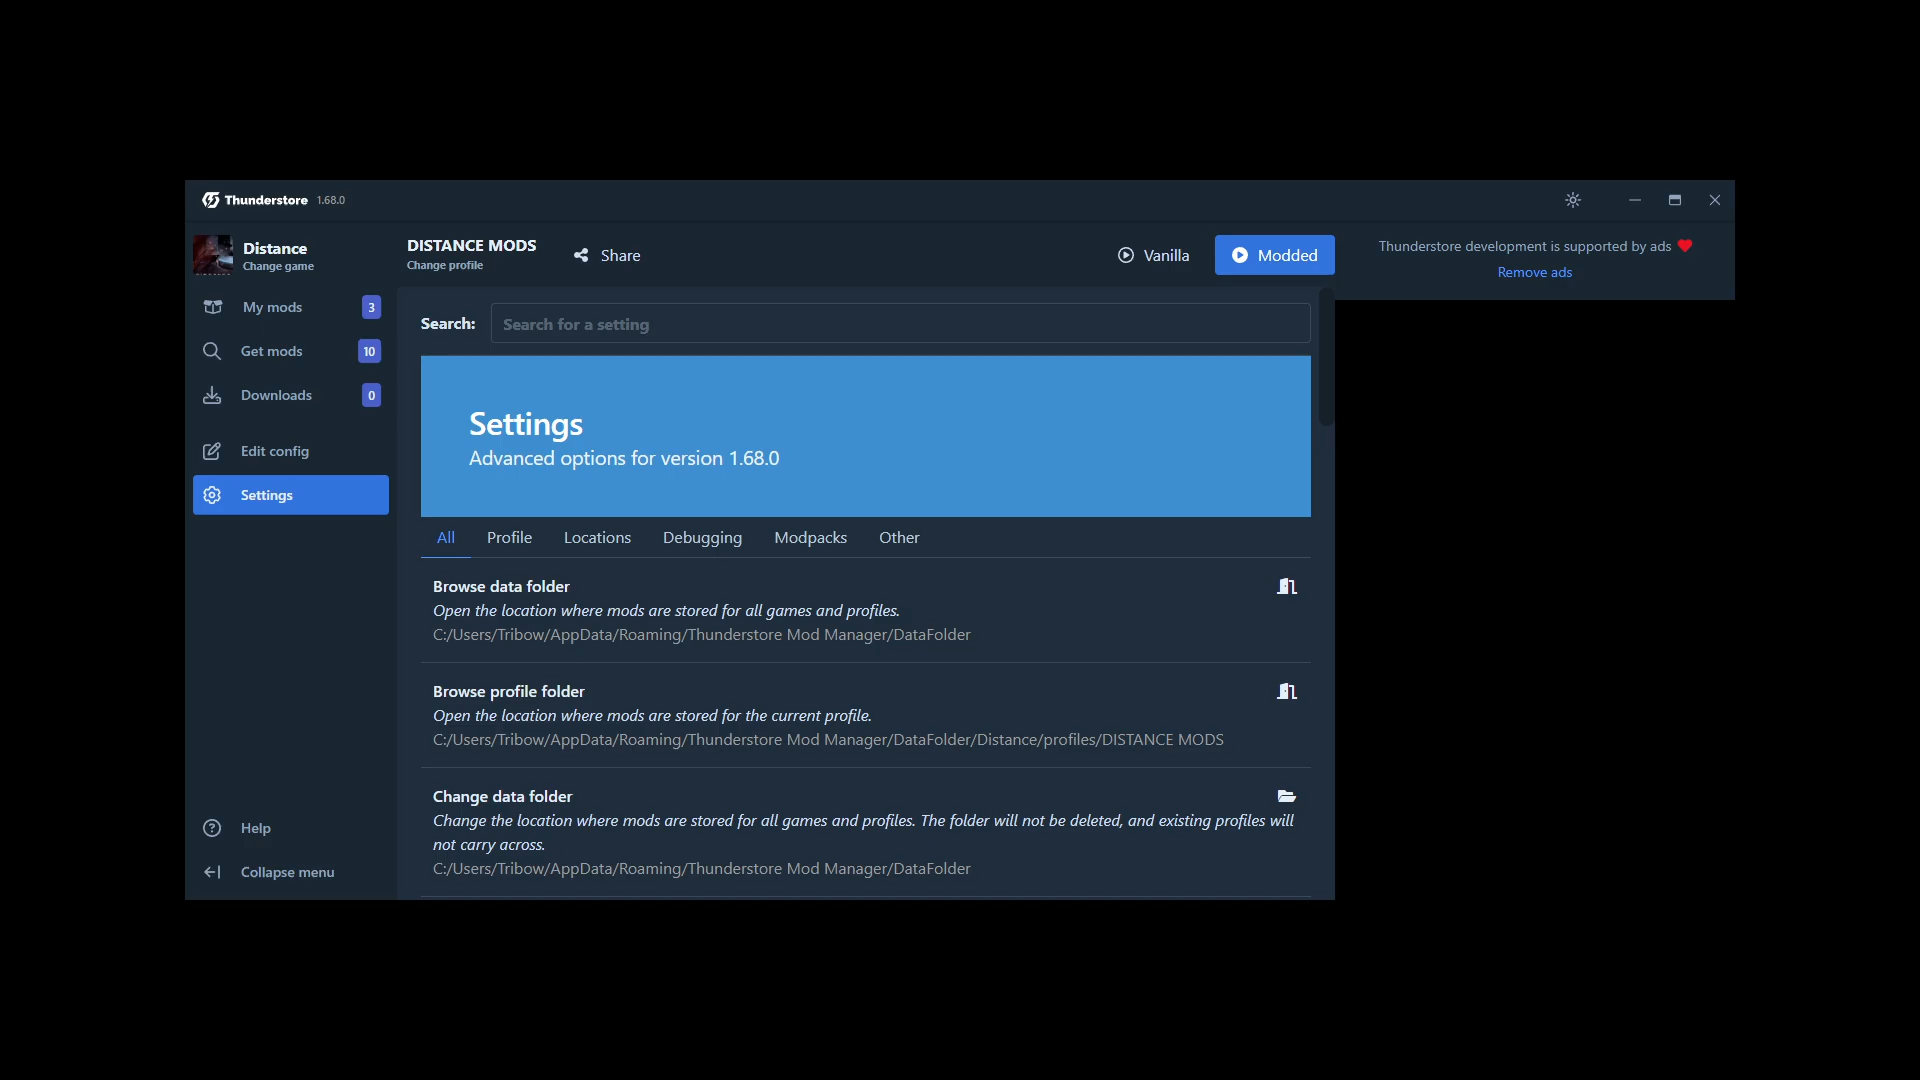 Thunderstore 1.68.0
Distance
Change game
DISTANCE MODS
Change profile
Share
Vanilla
Modded
Thunderstore development is supported by ads
Remove ads
My mods 3
Get mods 10
Downloads 0
Edit config
Settings
Help
Collapse menu
Search: Search for a setting
Settings
Advanced options for version 1.68.0
All Profile Locations Debugging Modpacks Other
Browse data folder
Open the location where mods are stored for all games and profiles.
C:/Users/Tribow/AppData/Roaming/Thunderstore Mod Manager/DataFolder
Browse profile folder
Open the location where mods are stored for the current profile.
C:/Users/Tribow/AppData/Roaming/Thunderstore Mod Manager/DataFolder/Distance/profiles/DISTANCE MODS
Change data folder
Change the location where mods are stored for all games and profiles. The folder will not be deleted, and existing profiles will
not carry across.
C:/Users/Tribow/AppData/Roaming/Thunderstore Mod Manager/DataFolder